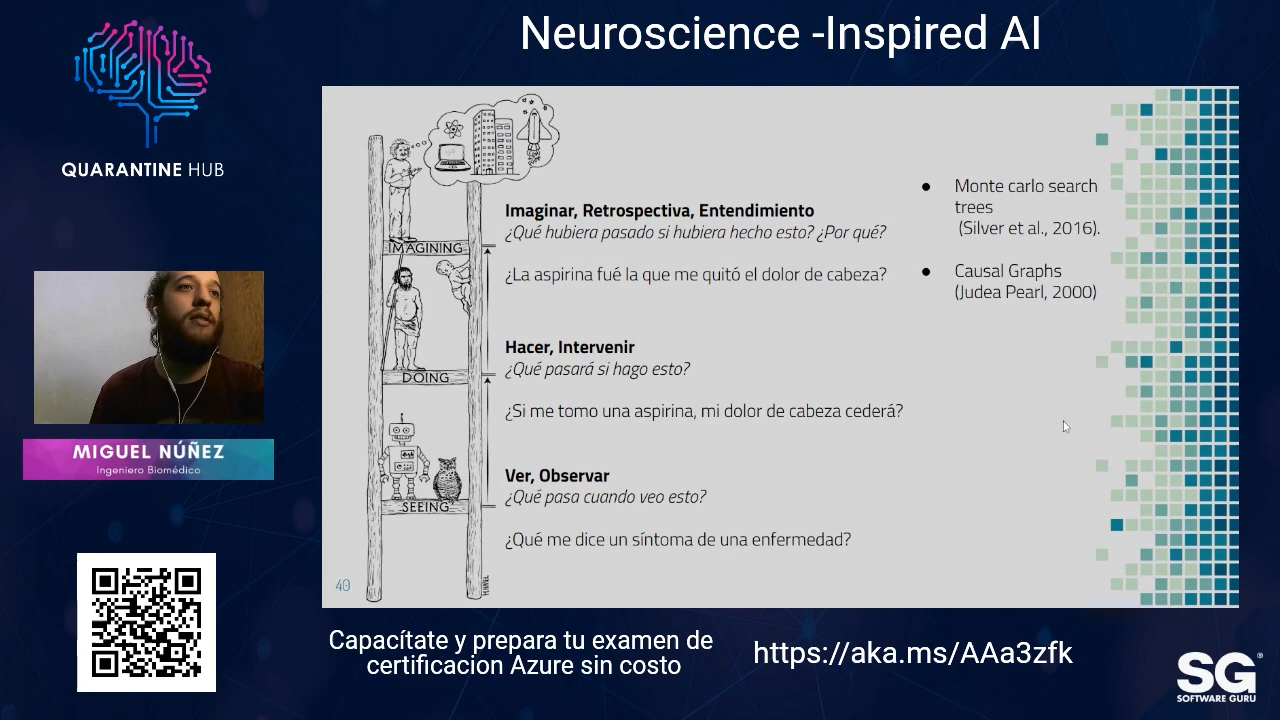 Neuroscience -Inspired AI
QUARANTINE HUB
Imaginar, Retrospectiva, Entendimiento
¿Qué hubiera pasado si hubiera hecho esto? ¿Por qué?
¿La aspirina fué la que me quitó el dolor de cabeza?
IMAGINING
Hacer, Intervenir
¿Qué pasará si hago esto?
¿Si me tomo una aspirina, mi dolor de cabeza cederá?
DOING
Ver, Observar
¿Qué pasa cuando veo esto?
¿Qué me dice un síntoma de una enfermedad?
SEEING
● Monte carlo search
trees
(Silver et al., 2016).
● Causal Graphs
(Judea Pearl, 2000)
40
MIGUEL NÚÑEZ
Ingeniero Biomédico
Capacítate y prepara tu examen de
certificacion Azure sin costo
https://aka.ms/AAa3zfk
SG®
SOFTWARE GURU